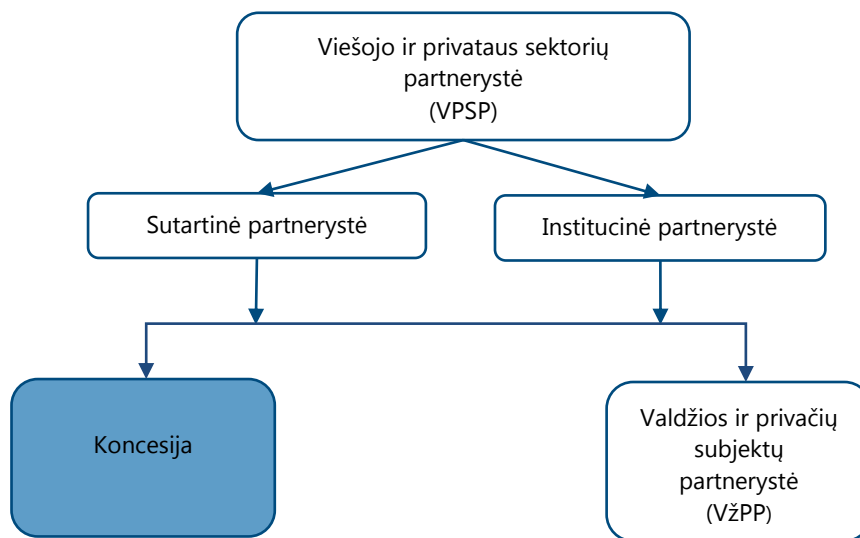 Viešojo ir privataus sektorių
partnerystė
(VPSP)
Sutartinė partnerystė
Institucinė partnerystė
Koncesija
Valdžios ir privačių
subjektų
partnerystė
(VžPP)